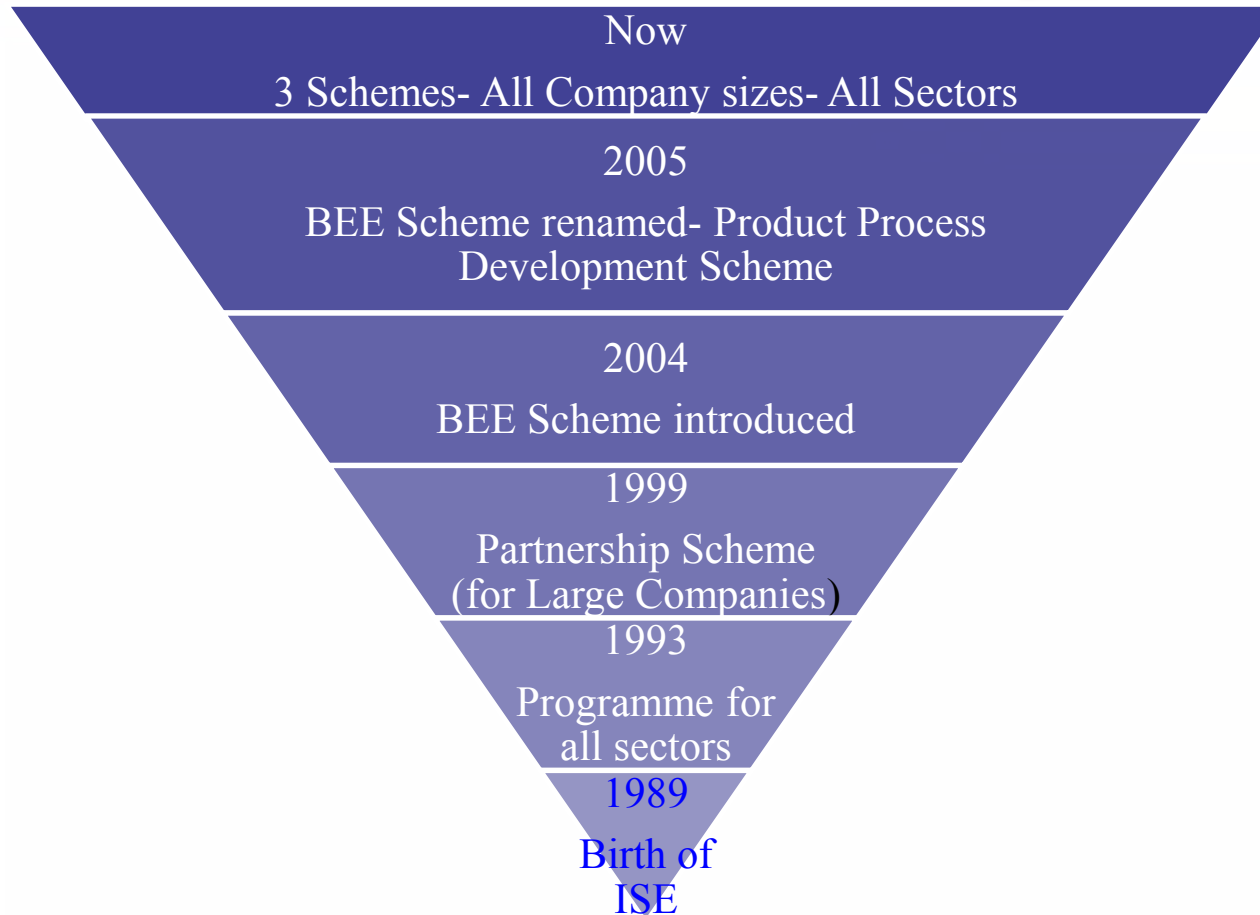 Now
3 Schemes- All Company sizes- All Sectors
2005
BEE Scheme renamed- Product Process
Development Scheme
2004
BEE Scheme introduced
1999
Partnership Scheme
(for Large Companies)
1993
Programme for
all sectors
1989
Birth of
ISE